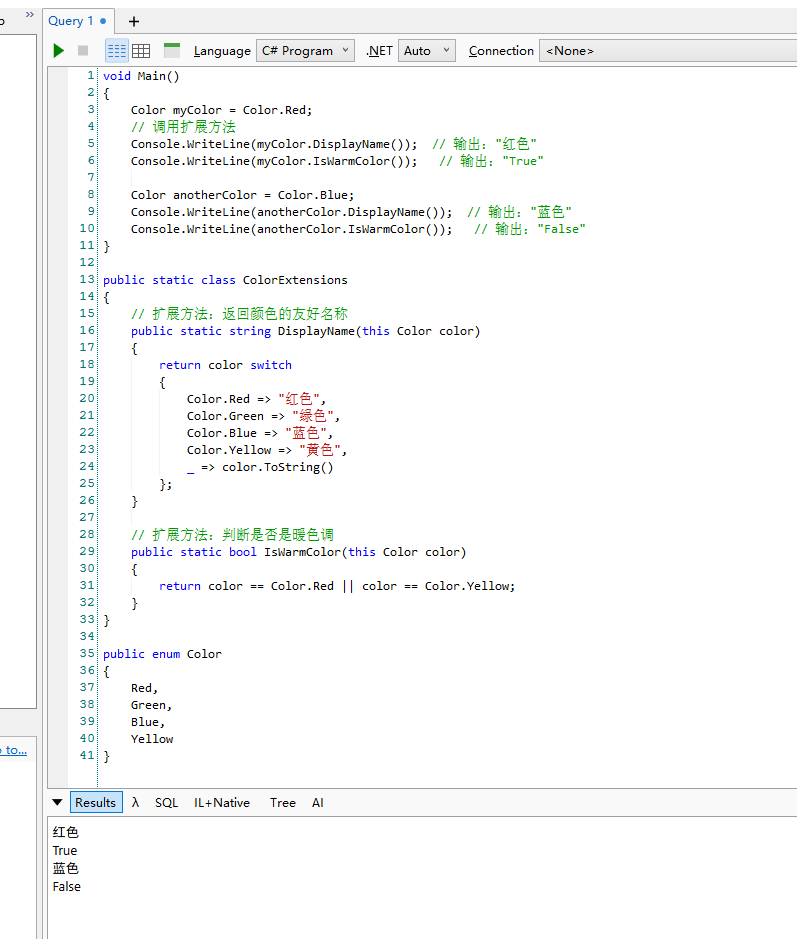 Query 1
+
Language C# Program .NET Auto Connection <None>
1 void Main()
2 {
3 Color myColor = Color.Red;
4 // 调用扩展方法
5 Console.WriteLine(myColor.DisplayName()); // 输出："红色"
6 Console.WriteLine(myColor.IsWarmColor()); // 输出："True"
7
8 Color anotherColor = Color.Blue;
9 Console.WriteLine(anotherColor.DisplayName()); // 输出："蓝色"
10 Console.WriteLine(anotherColor.IsWarmColor()); // 输出："False"
11 }
12
13 public static class ColorExtensions
14 {
15 // 扩展方法：返回颜色的友好名称
16 public static string DisplayName(this Color color)
17 {
18 return color switch
19 {
20 Color.Red => "红色",
21 Color.Green => "绿色",
22 Color.Blue => "蓝色",
23 Color.Yellow => "黄色",
24 _ => color.ToString()
25 };
26 }
27
28 // 扩展方法：判断是否是暖色调
29 public static bool IsWarmColor(this Color color)
30 {
31 return color == Color.Red || color == Color.Yellow;
32 }
33 }
34
35 public enum Color
36 {
37 Red,
38 Green,
39 Blue,
40 Yellow
41 }
to...
Results λ SQL IL+Native Tree AI
红色
True
蓝色
False